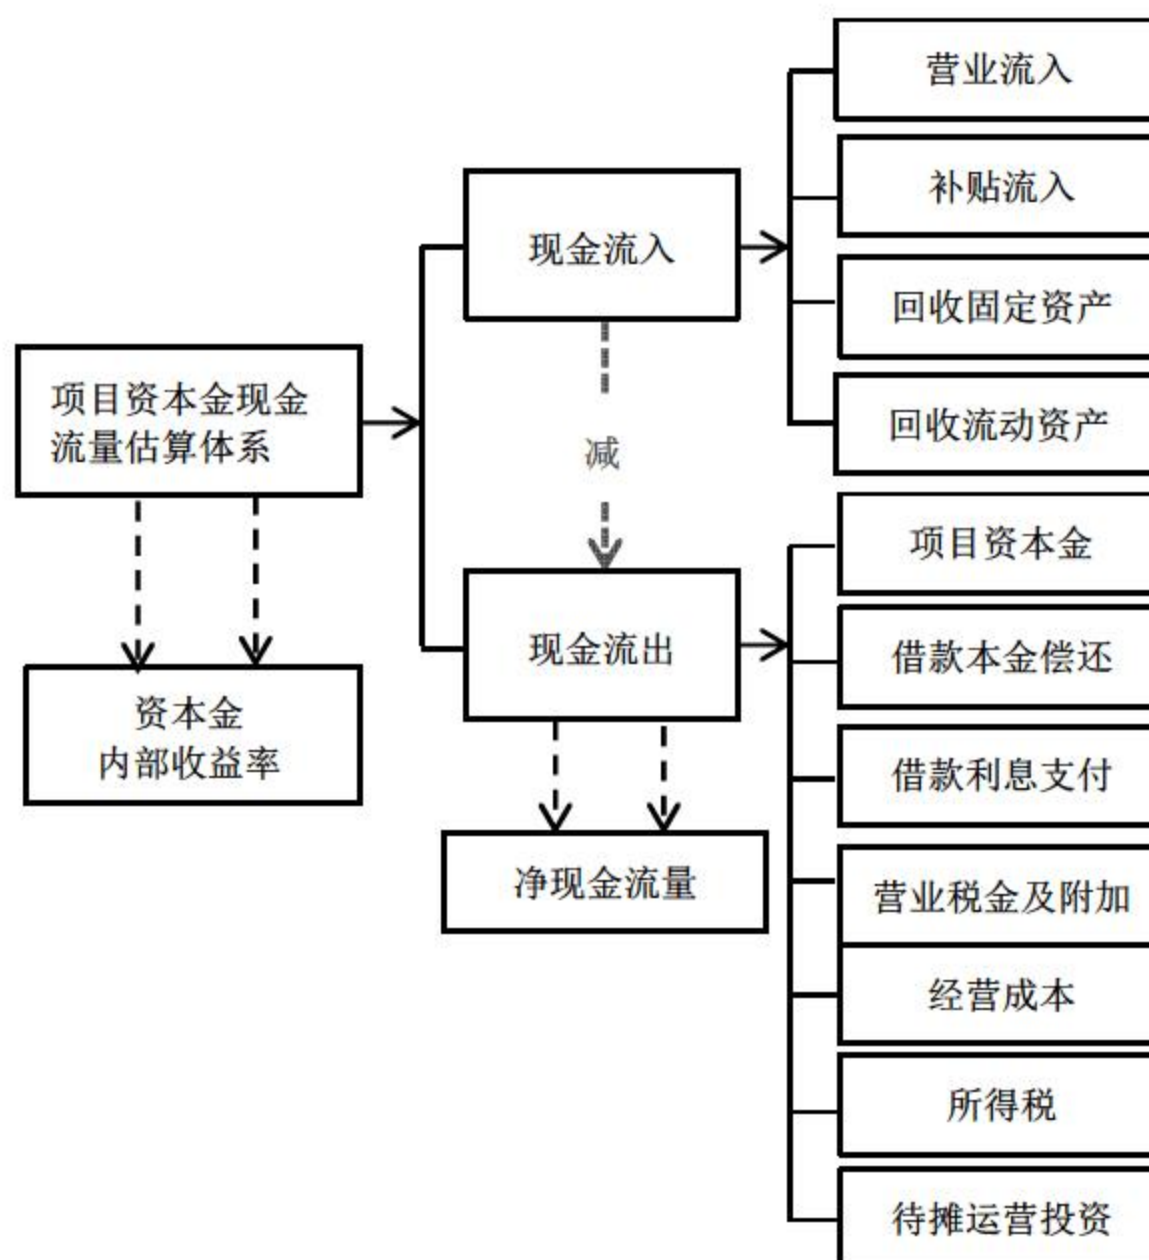 项目资本金现金
流量估算体系
资本金
内部收益率
现金流入
减
现金流出
净现金流量
营业流入
补贴流入
回收固定资产
回收流动资产
项目资本金
借款本金偿还
借款利息支付
营业税金及附加
经营成本
所得税
待摊运营投资